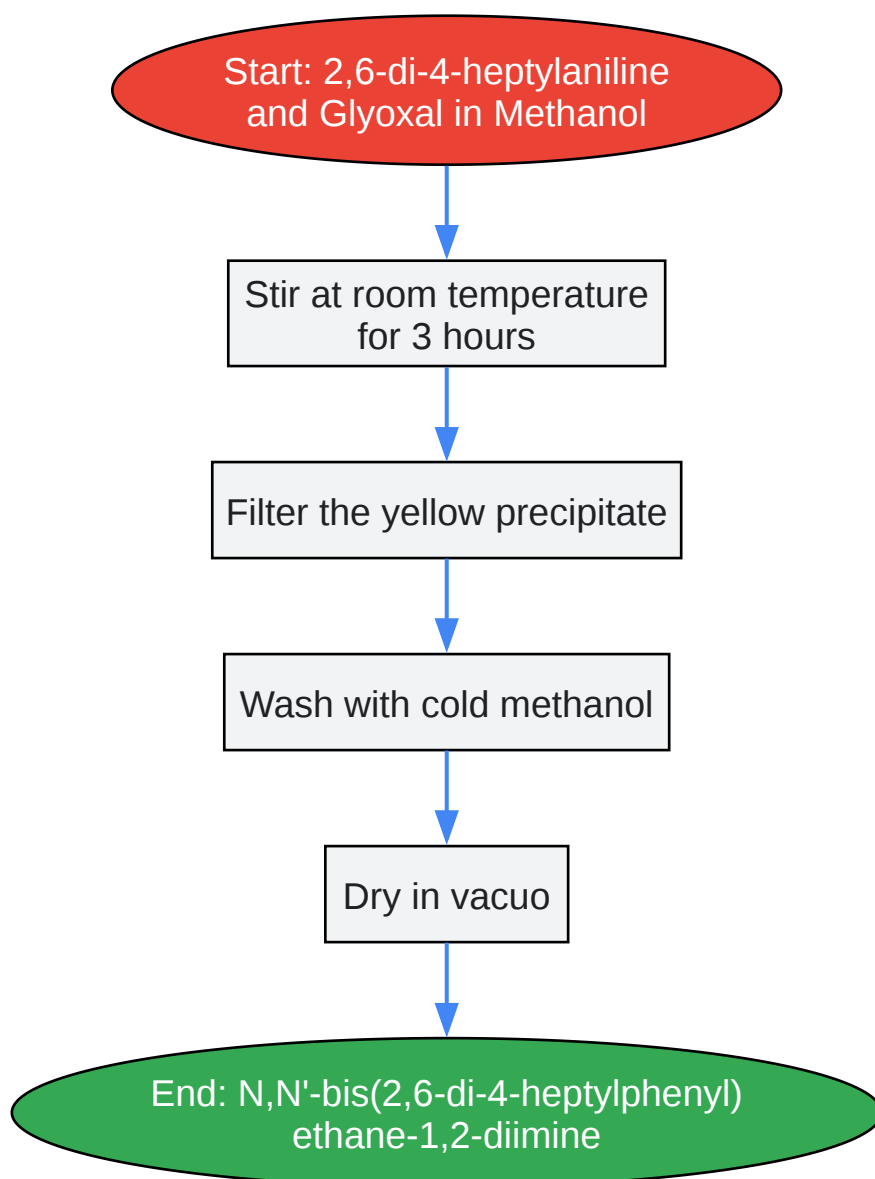 Start: 2,6-di-4-heptylaniline
and Glyoxal in Methanol
Stir at room temperature
for 3 hours
Filter the yellow precipitate
Wash with cold methanol
Dry in vacuo
End: N,N'-bis(2,6-di-4-heptylphenyl)
ethane-1,2-diimine